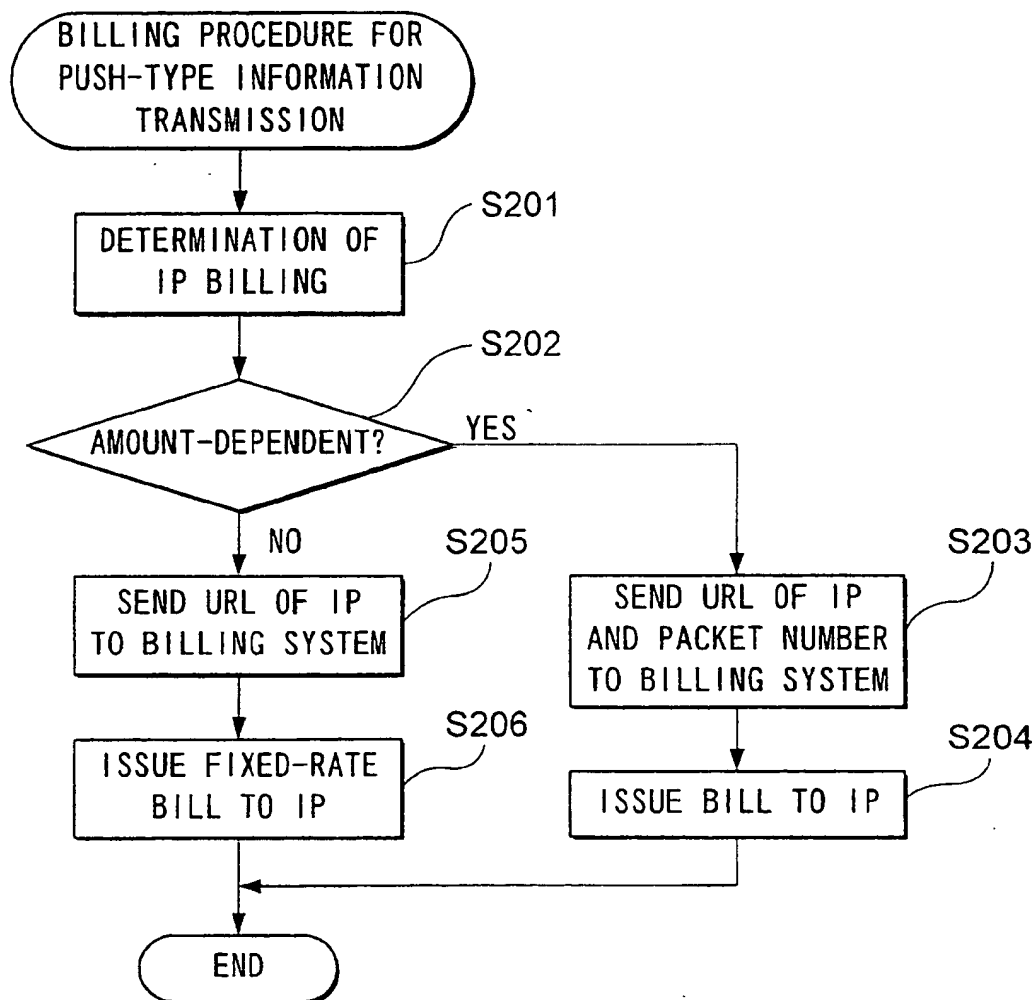 BILLING PROCEDURE FOR
PUSH-TYPE INFORMATION
TRANSMISSION
S201
DETERMINATION OF
IP BILLING
S202
AMOUNT-DEPENDENT?
YES
NO
S205
SEND URL OF IP
TO BILLING SYSTEM
S203
SEND URL OF IP
AND PACKET NUMBER
TO BILLING SYSTEM
S206
ISSUE FIXED-RATE
BILL TO IP
S204
ISSUE BILL TO IP
END